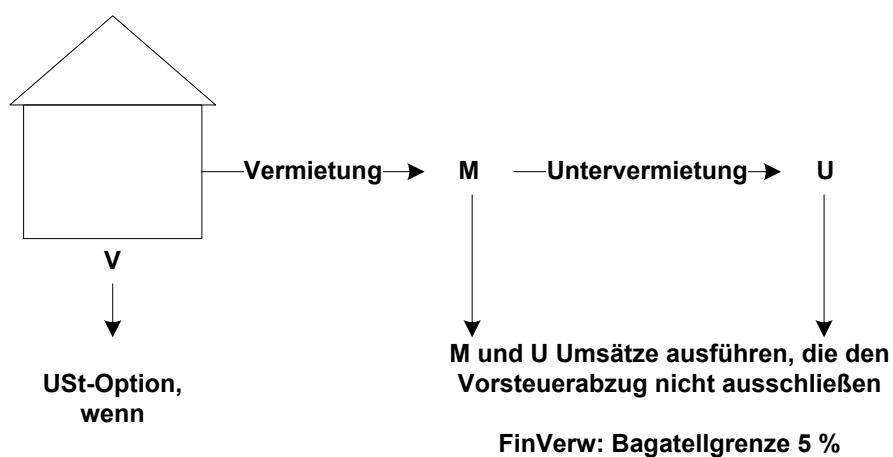 Vermietung
M
Untervermietung
U
V
USt-Option,
wenn
M und U Umsätze ausführen, die den
Vorsteuerabzug nicht ausschließen
FinVerw: Bagatellgrenze 5 %